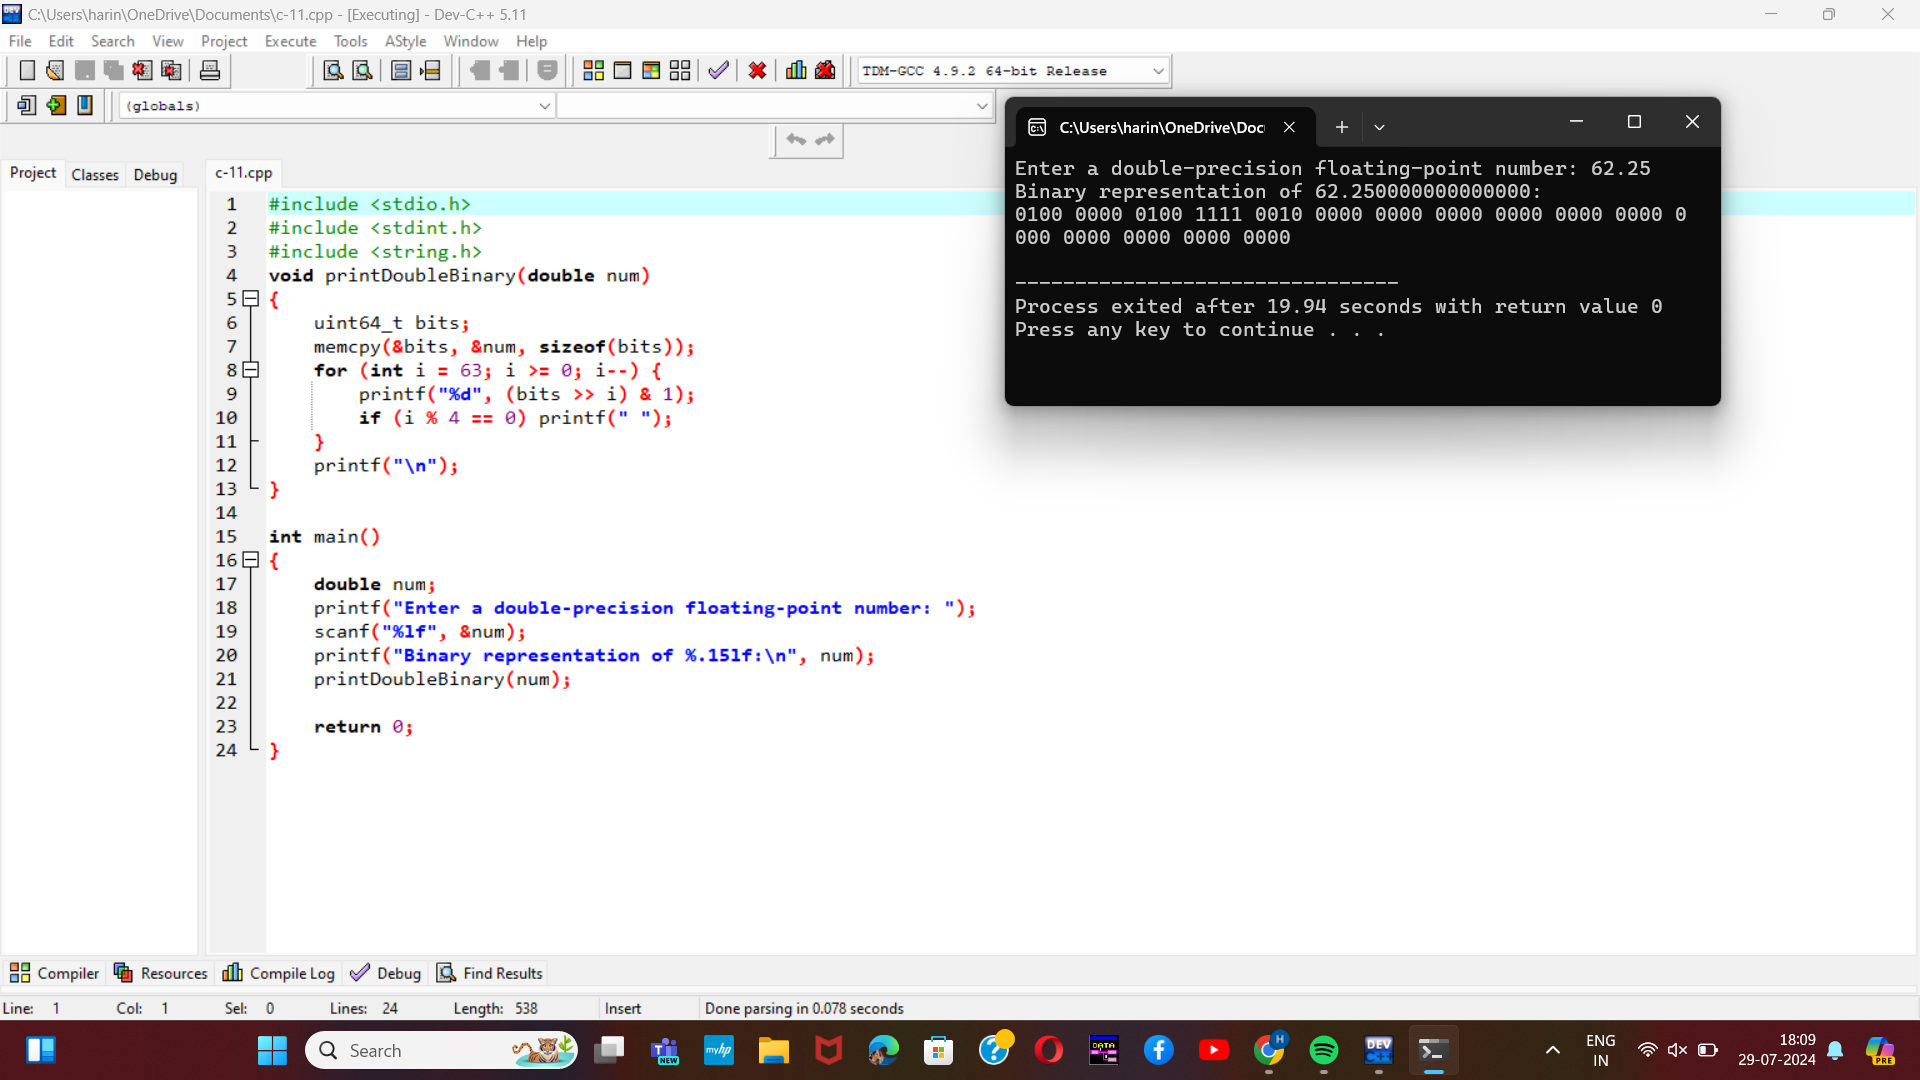 C:\Users\harin\OneDrive\Documents\c-11.cpp - [Executing] - Dev-C++ 5.11
File Edit Search View Project Execute Tools AStyle Window Help
TDM-GCC 4.9.2 64-bit Release
(globals)
Project Classes Debug
c-11.cpp
1 #include <stdio.h>
2 #include <stdint.h>
3 #include <string.h>
4 void printDoubleBinary(double num)
5 {
6 uint64_t bits;
7 memcpy(&bits, &num, sizeof(bits));
8 for (int i = 63; i >= 0; i--) {
9 printf("%d", (bits >> i) & 1);
10 if (i % 4 == 0) printf(" ");
11 }
12 printf("\n");
13 }
14
15 int main()
16 {
17 double num;
18 printf("Enter a double-precision floating-point number: ");
19 scanf("%lf", &num);
20 printf("Binary representation of %.15lf:\n", num);
21 printDoubleBinary(num);
22
23 return 0;
24 }
C:\Users\harin\OneDrive\Doc
Enter a double-precision floating-point number: 62.25
Binary representation of 62.250000000000000:
0100 0000 0100 1111 0010 0000 0000 0000 0000 0000 0000 0
000 0000 0000 0000 0000
--------------------------------
Process exited after 19.94 seconds with return value 0
Press any key to continue . . .
Compiler Resources Compile Log Debug Find Results
Line: 1 Col: 1 Sel: 0 Lines: 24 Length: 538 Insert Done parsing in 0.078 seconds
Search
NEW
myhp
DATA
DEV
H
PRE
ENG
IN
18:09
29-07-2024